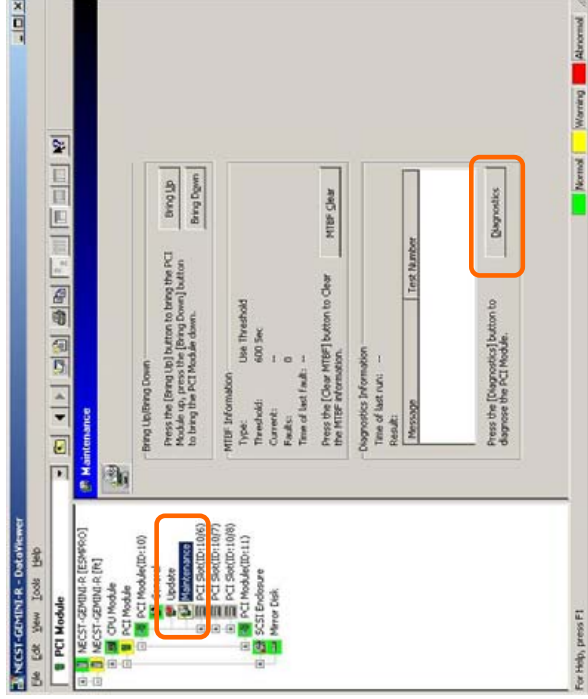 NECST-GEMINI-R - DataViewer
File Edit View Tools Help
PCI Module
NECST-GEMINI-R [ESMPRO]
NECST-GEMINI-R [ft]
CPU Module
PCI Module
PCI Module(ID:10)
Update
Maintenance
PCI Slot(ID:10/6)
PCI Slot(ID:10/7)
PCI Slot(ID:10/8)
PCI Module(ID:11)
SCSI Enclosure
Mirror Disk
Maintenance
Bring Up/Bring Down
Press the [Bring Up] button to bring the PCI
Module up, press the [Bring Down] button
to bring the PCI Module down.
Bring Up
Bring Down
MTBF Information
Type: Use Threshold
Threshold: 600 Sec
Current: --
Faults: 0
Time of last fault: --
Press the [Clear MTBF] button to Clear
the MTBF information.
MTBF Clear
Diagnostics Information
Time of last run: --
Result:
Message Test Number
Press the [Diagnostics] button to
diagnose the PCI Module.
Diagnostics
For Help, press F1
Normal Warning Abnormal